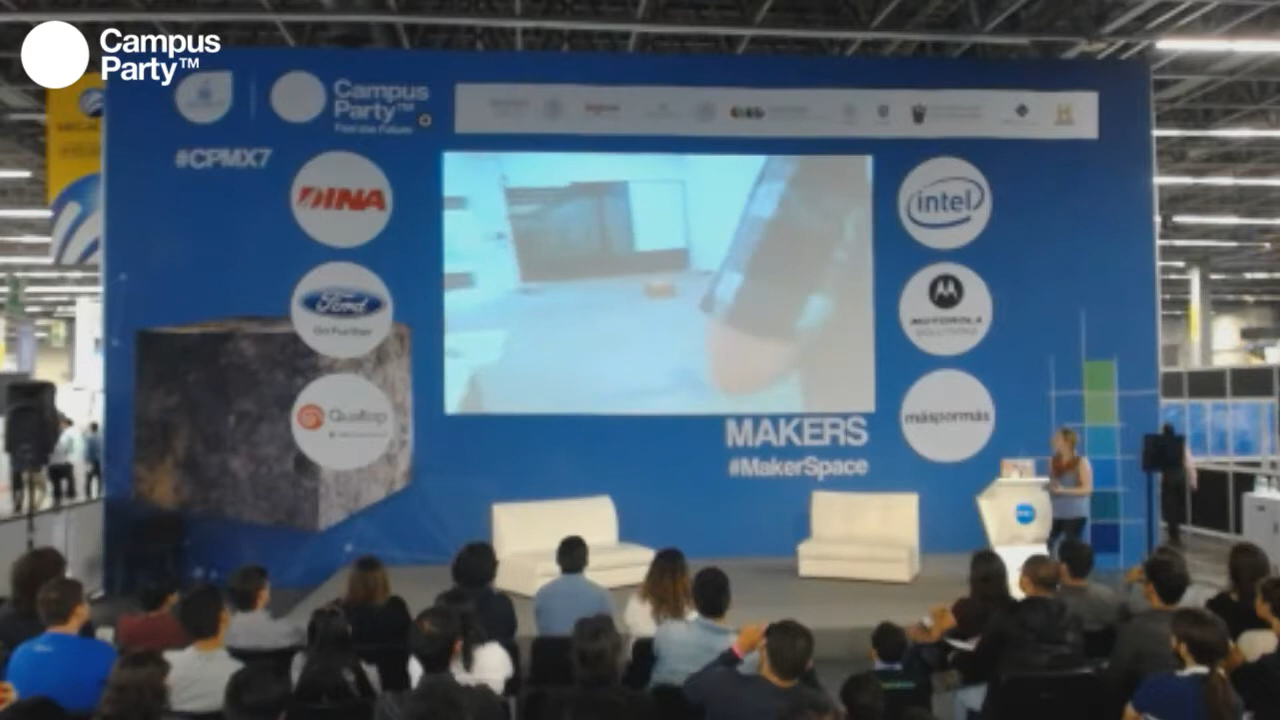 Campus
Party™
Campus
Party™
Feel the Future
#CPMX7
DINA
intel
Ford
Go Further
MOTOROLA
SOLUTIONS
Qualtop
máspormás
MAKERS
#MakerSpace